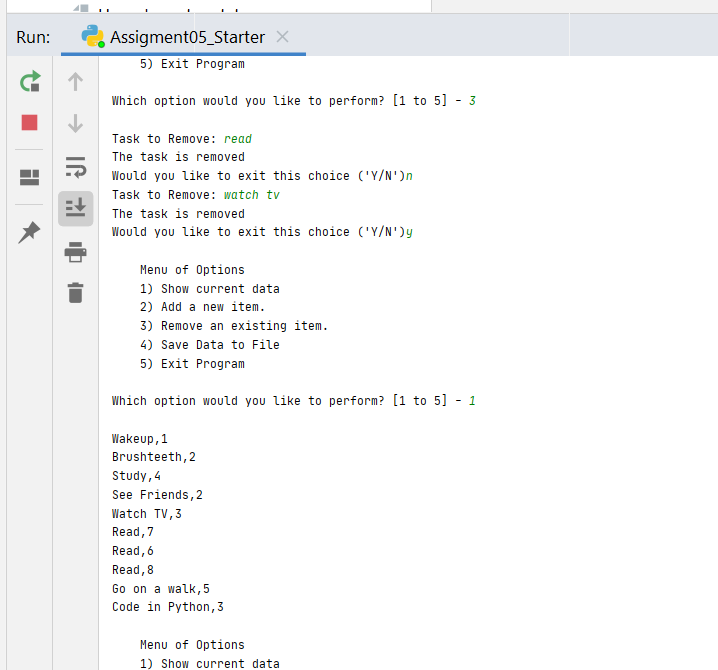 Run:
Assigment05_Starter
5) Exit Program
Which option would you like to perform? [1 to 5] - 3
Task to Remove: read
The task is removed
Would you like to exit this choice ('Y/N')n
Task to Remove: watch tv
The task is removed
Would you like to exit this choice ('Y/N')y
Menu of Options
1) Show current data
2) Add a new item.
3) Remove an existing item.
4) Save Data to File
5) Exit Program
Which option would you like to perform? [1 to 5] - 1
Wakeup,1
Brushteeth,2
Study,4
See Friends,2
Watch TV,3
Read,7
Read,6
Read,8
Go on a walk,5
Code in Python,3
Menu of Options
1) Show current data